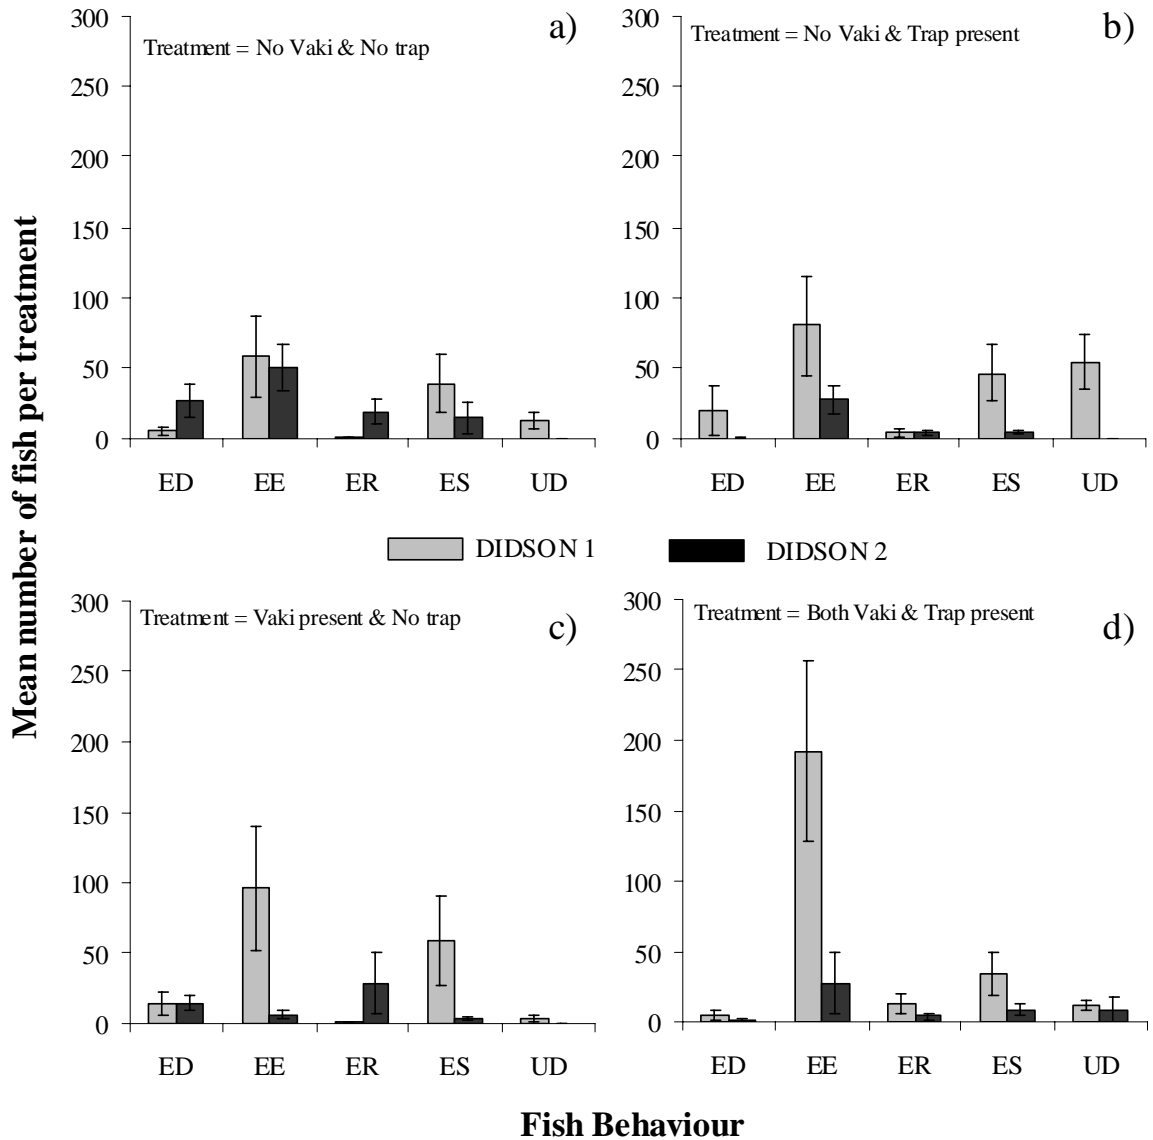 Mean number of fish per treatment
300
250
200
150
100
50
0
Treatment = No Vaki & No trap
a)
ED EE ER ES UD
300
250
200
150
100
50
0
Treatment = No Vaki & Trap present
b)
ED EE ER ES UD
DIDSON 1
DIDSON 2
300
250
200
150
100
50
0
Treatment = Vaki present & No trap
c)
ED EE ER ES UD
300
250
200
150
100
50
0
Treatment = Both Vaki & Trap present
d)
ED EE ER ES UD
Fish Behaviour